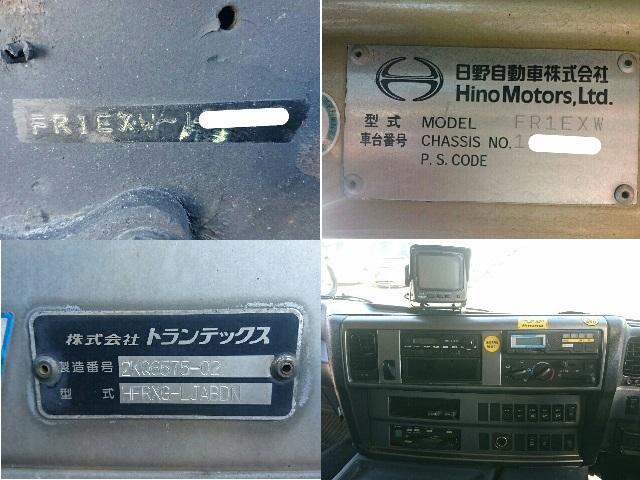 FR1EXW-1
日野自動車株式会社
Hino Motors, Ltd.
型式 MODEL FR1EXW
車台番号 CHASSIS NO. 1
P.S. CODE
株式会社 トランテックス
製造番号 2KG8575-02
型式 HFRXG-LJABDN